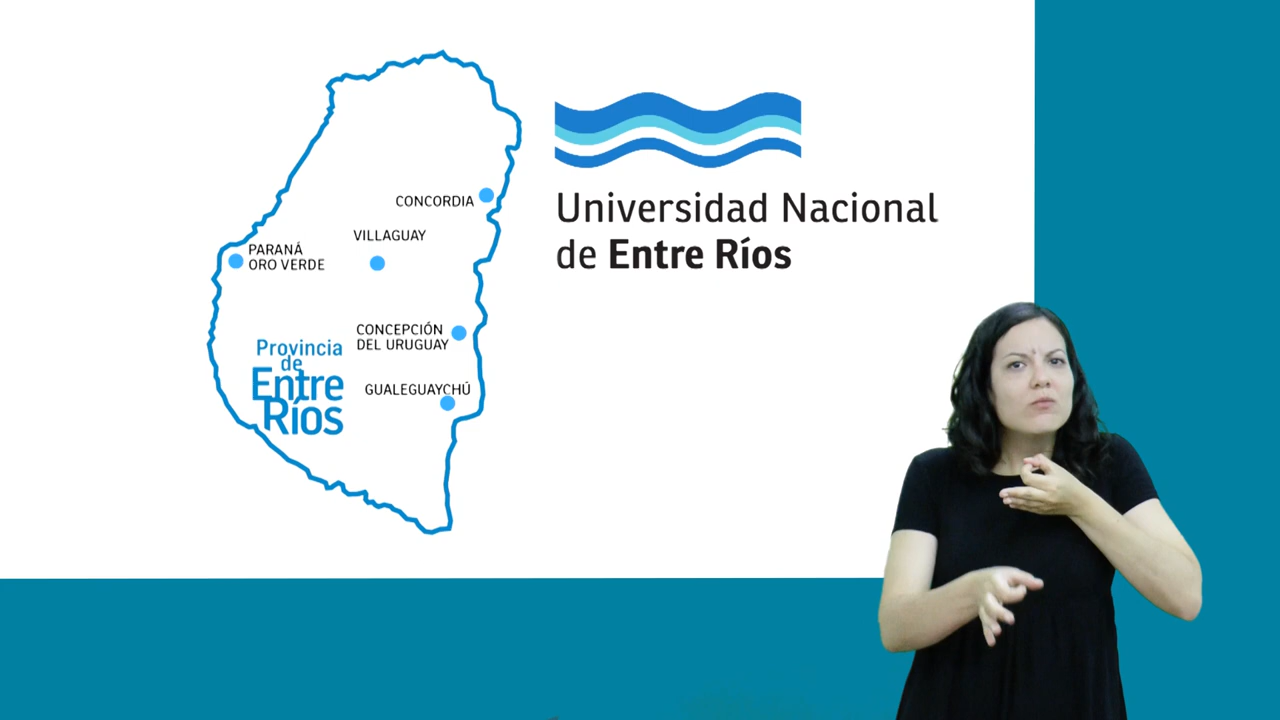 CONCORDIA
VILLAGUAY
PARANÁ
ORO VERDE
CONCEPCIÓN
DEL URUGUAY
GUALEGUAYCHÚ
Provincia
de
Entre
Ríos
Universidad Nacional
de Entre Ríos